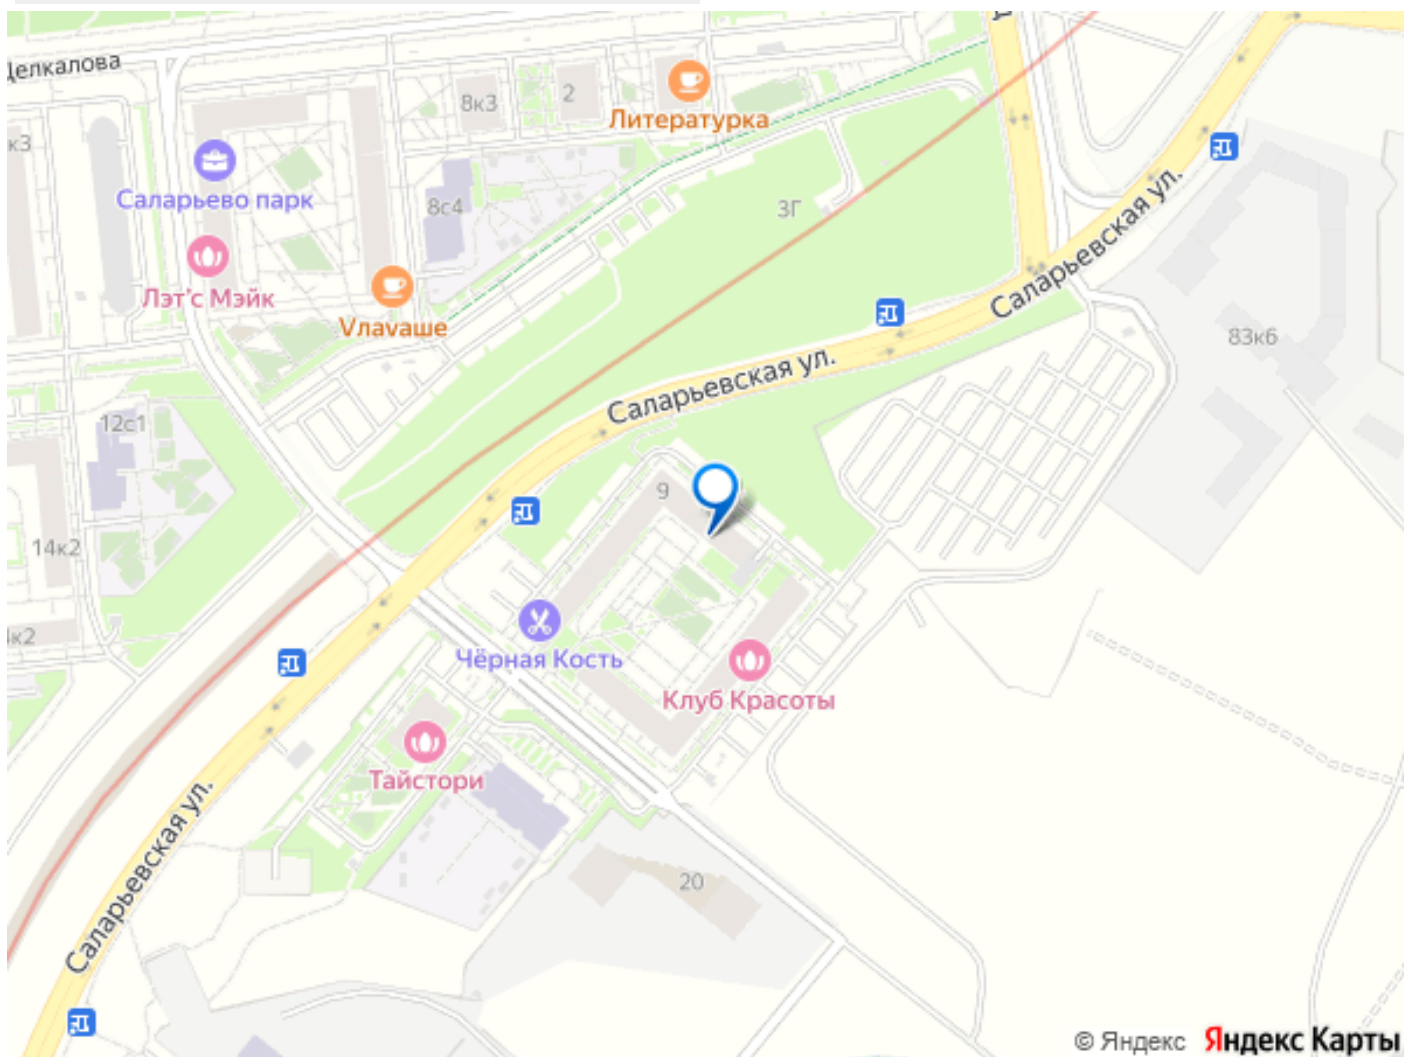 Целкалова
8к3
2
Литературка
к3
Саларьево парк
8с4
3Г
Саларьевская ул.
Лэт'с Мэйк
Vлаvаше
83к6
Саларьевская ул.
12с1
9
14к2
к2
Чёрная Кость
Клуб Красоты
Тайстори
Саларьевская ул.
20
© Яндекс Яндекс Карты